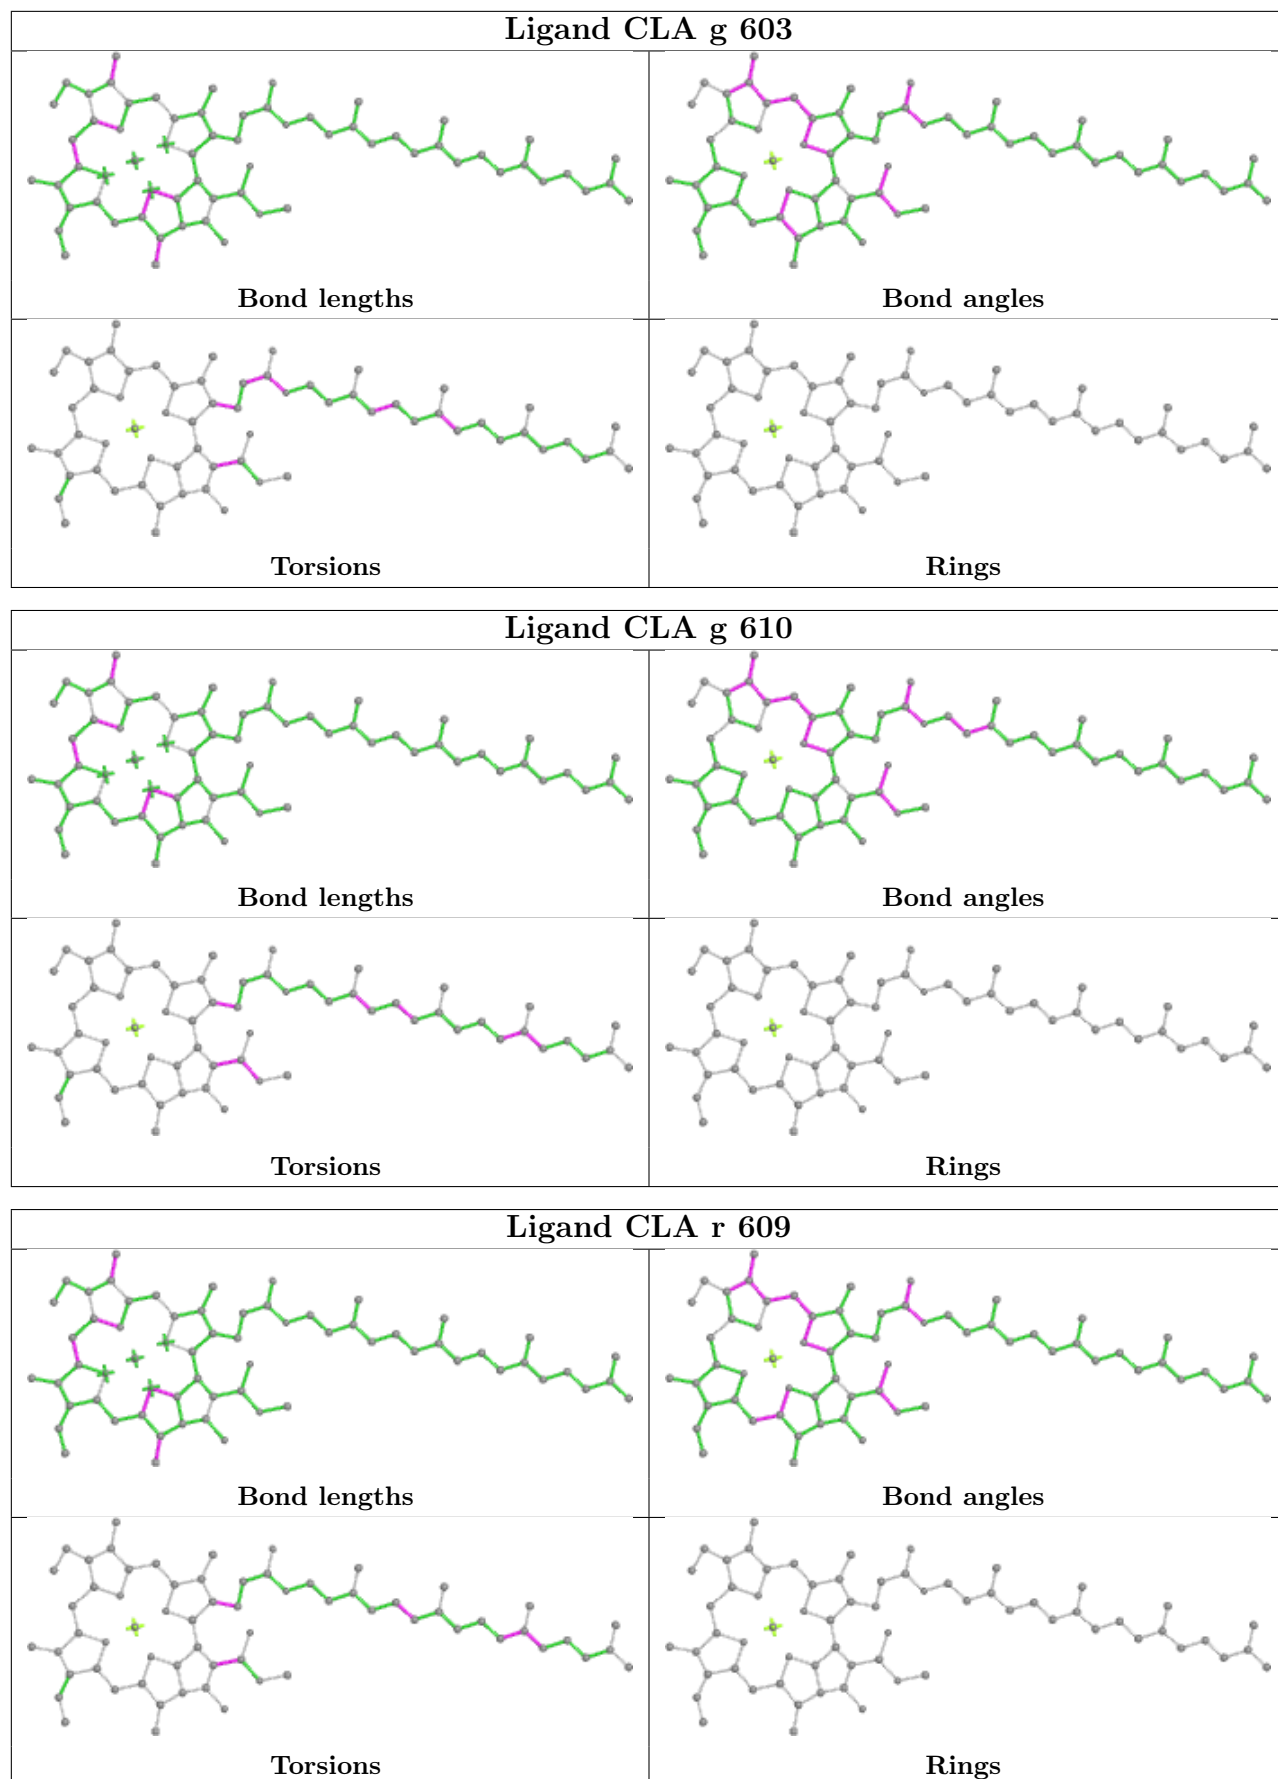 Ligand CLA g 603
Bond lengths
Bond angles
Torsions
Rings
Ligand CLA g 610
Bond lengths
Bond angles
Torsions
Rings
Ligand CLA r 609
Bond lengths
Bond angles
Torsions
Rings